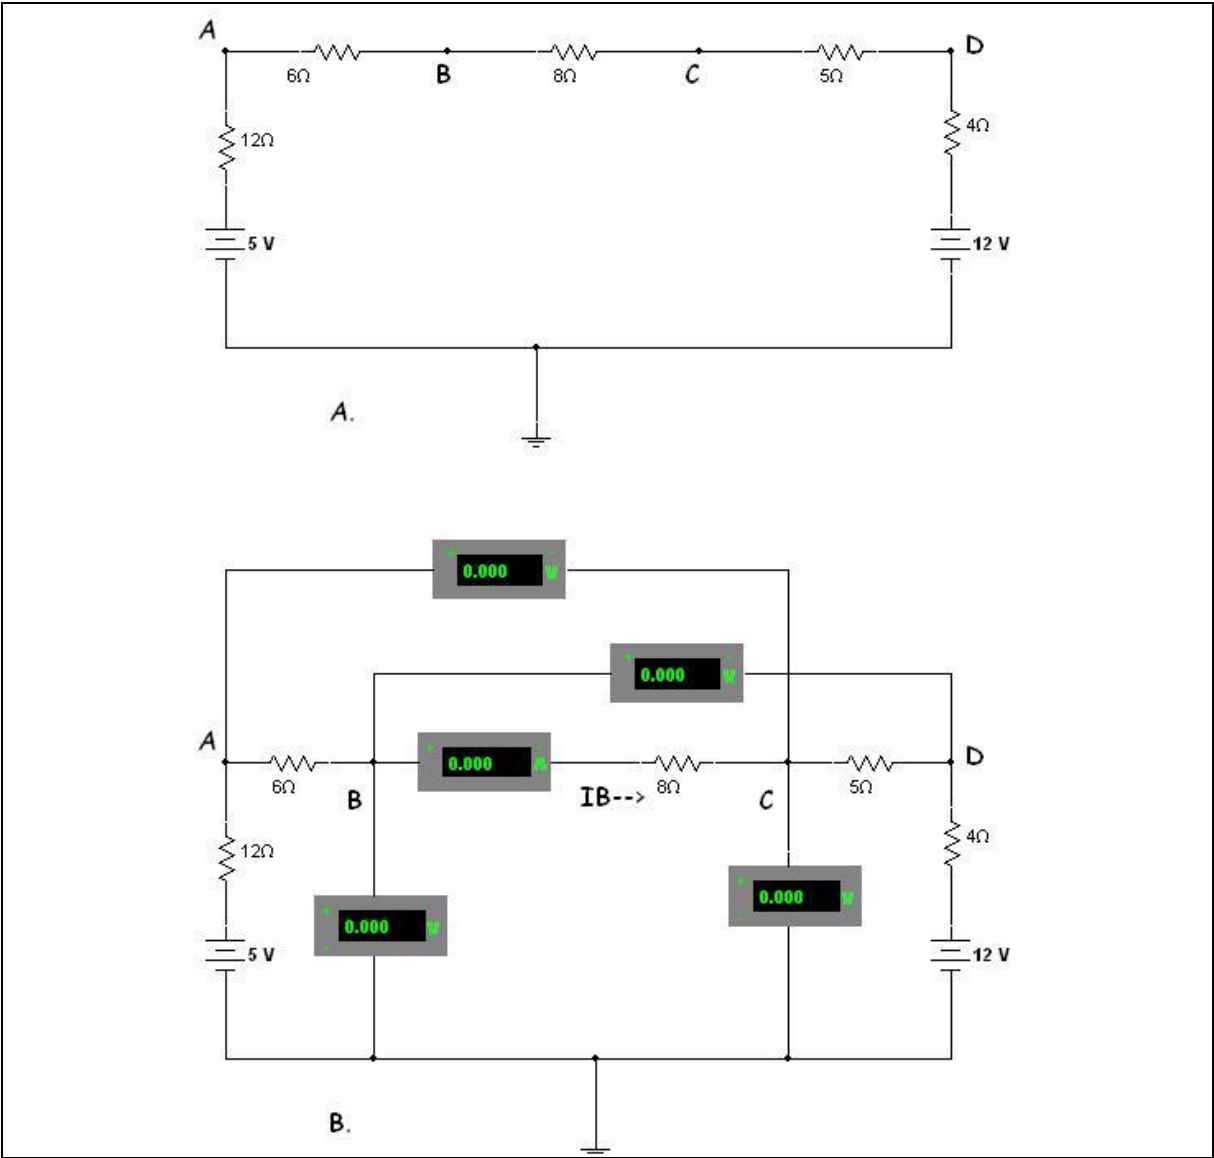 A
D
6Ω
B
8Ω
C
5Ω
12Ω
4Ω
5 V
12 V
A.
+ -
0.000 V
+ -
0.000 V
A
D
+ -
0.000 A
6Ω
B
IB-->
8Ω
C
5Ω
12Ω
4Ω
+
0.000 V
-
+
0.000 V
-
5 V
12 V
B.